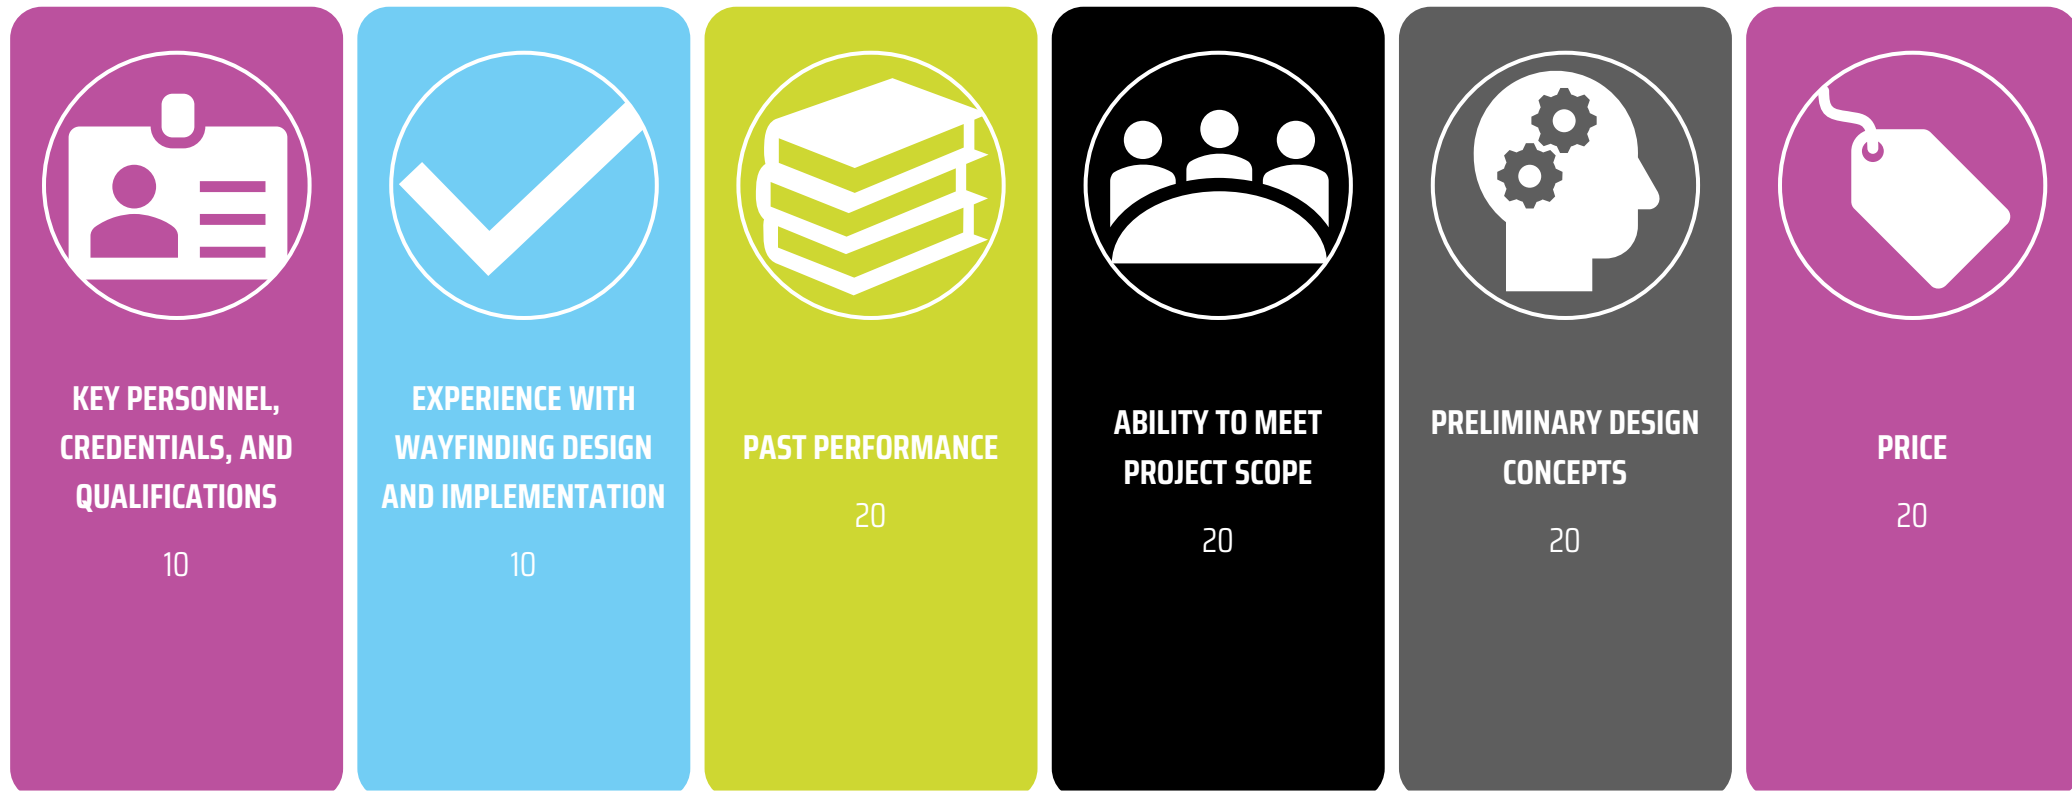 KEY PERSONNEL,
CREDENTIALS, AND
QUALIFICATIONS
10
EXPERIENCE WITH
WAYFINDING DESIGN
AND IMPLEMENTATION
10
PAST PERFORMANCE
20
ABILITY TO MEET
PROJECT SCOPE
20
PRELIMINARY DESIGN
CONCEPTS
20
PRICE
20